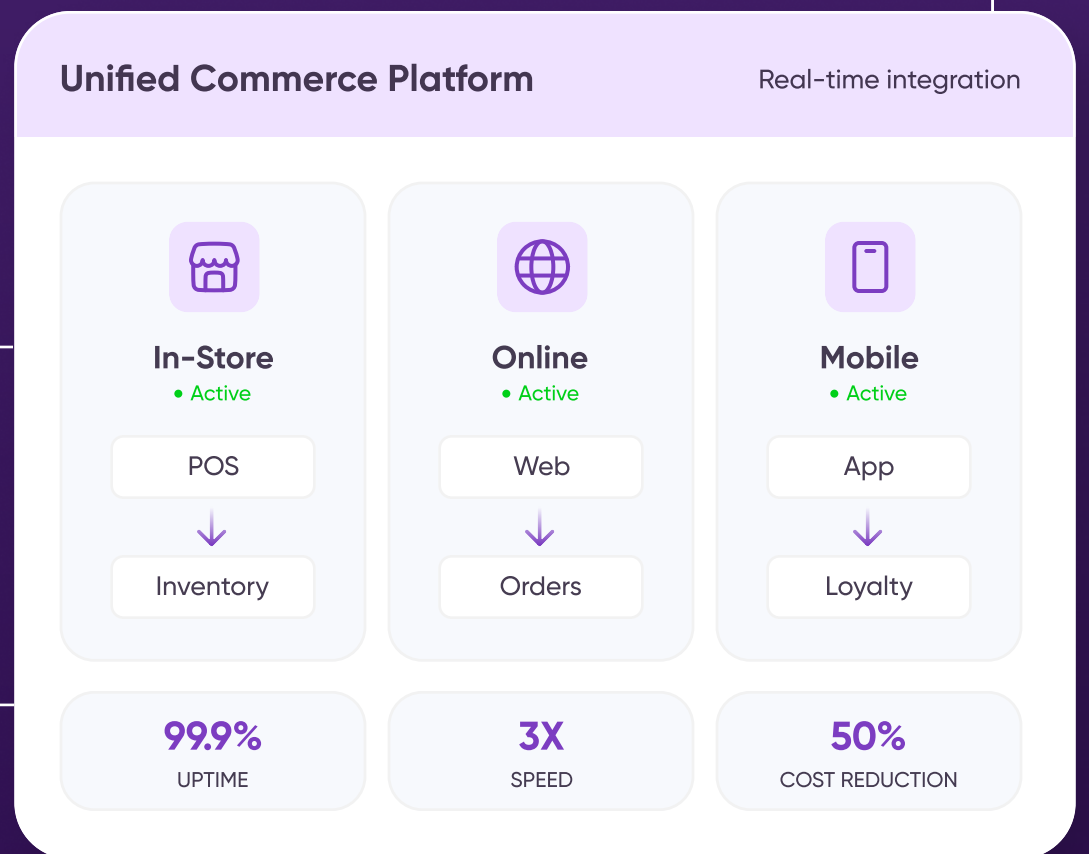 Unified Commerce Platform
Real-time integration
In-Store
• Active
POS
Inventory
Online
• Active
Web
Orders
Mobile
• Active
App
Loyalty
99.9%
UPTIME
3X
SPEED
50%
COST REDUCTION